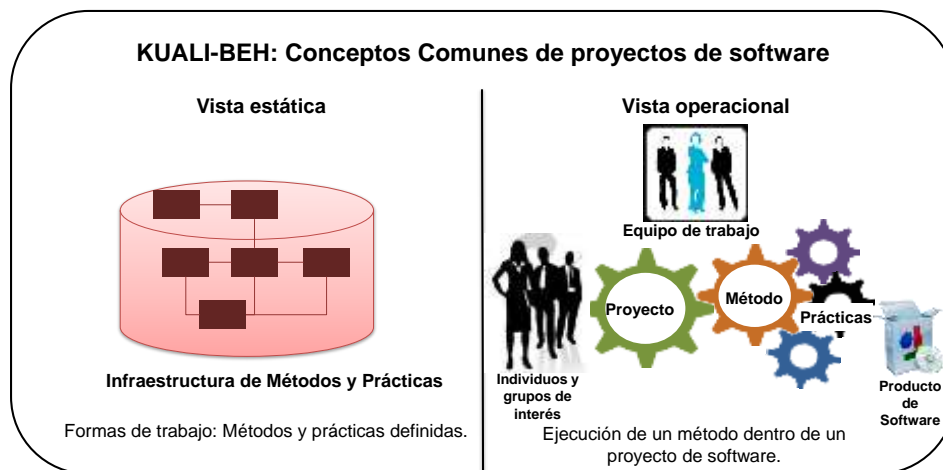 KUALI-BEH: Conceptos Comunes de proyectos de software
Vista estática
Infraestructura de Métodos y Prácticas
Formas de trabajo: Métodos y prácticas definidas.
Vista operacional
Equipo de trabajo
Proyecto
Método
Prácticas
Individuos y
grupos de
interés
Producto
de
Software
Ejecución de un método dentro de un
proyecto de software.